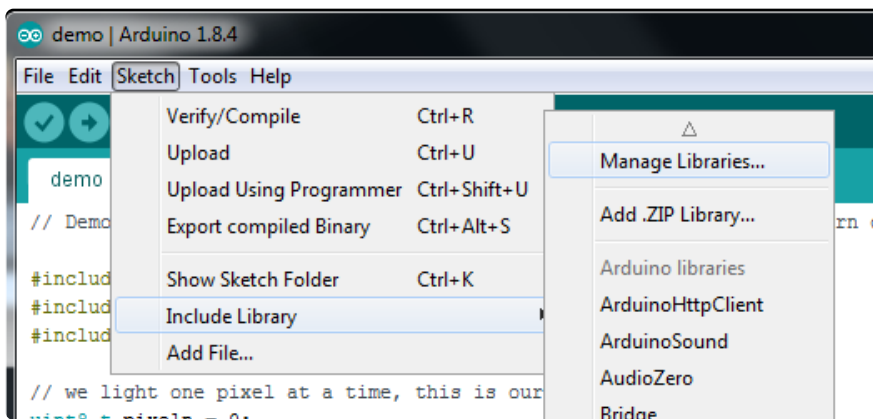 demo | Arduino 1.8.4
File Edit Sketch Tools Help
Verify/Compile Ctrl+R
Upload Ctrl+U
Upload Using Programmer Ctrl+Shift+U
Export compiled Binary Ctrl+Alt+S
Show Sketch Folder Ctrl+K
Include Library
Add File...
Manage Libraries...
Add .ZIP Library...
Arduino libraries
ArduinoHttpClient
ArduinoSound
AudioZero
Bridge
demo
// Demo
#includ
#includ
#includ
// we light one pixel at a time, this is our
uint8_t pixeln = 0;